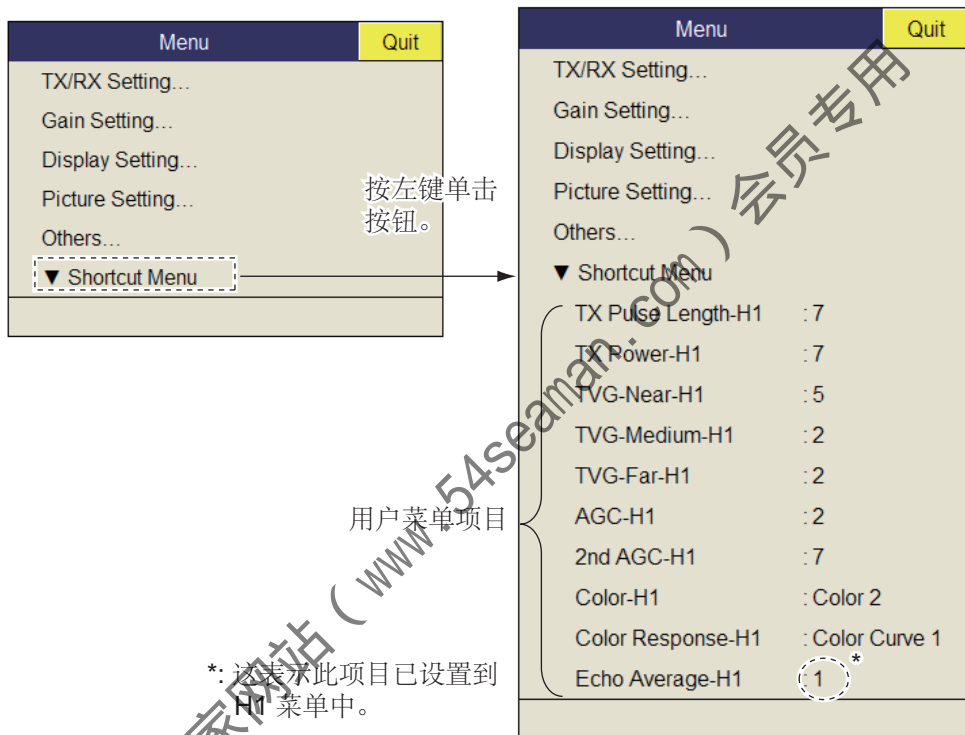 Menu
Quit
TX/RX Setting...
Gain Setting...
Display Setting...
Picture Setting...
Others...
▼ Shortcut Menu
按左键单击
按钮。
Menu
Quit
TX/RX Setting...
Gain Setting...
Display Setting...
Picture Setting...
Others...
▼ Shortcut Menu
TX Pulse Length-H1 : 7
TX Power-H1 : 7
TVG-Near-H1 : 5
TVG-Medium-H1 : 2
TVG-Far-H1 : 2
AGC-H1 : 2
2nd AGC-H1 : 7
Color-H1 : Color 2
Color Response-H1 : Color Curve 1
Echo Average-H1 : 1 *
用户菜单项目
*: 这表示此项目已设置到
H1 菜单中。
家网站(www.54seaman.com)会员专用